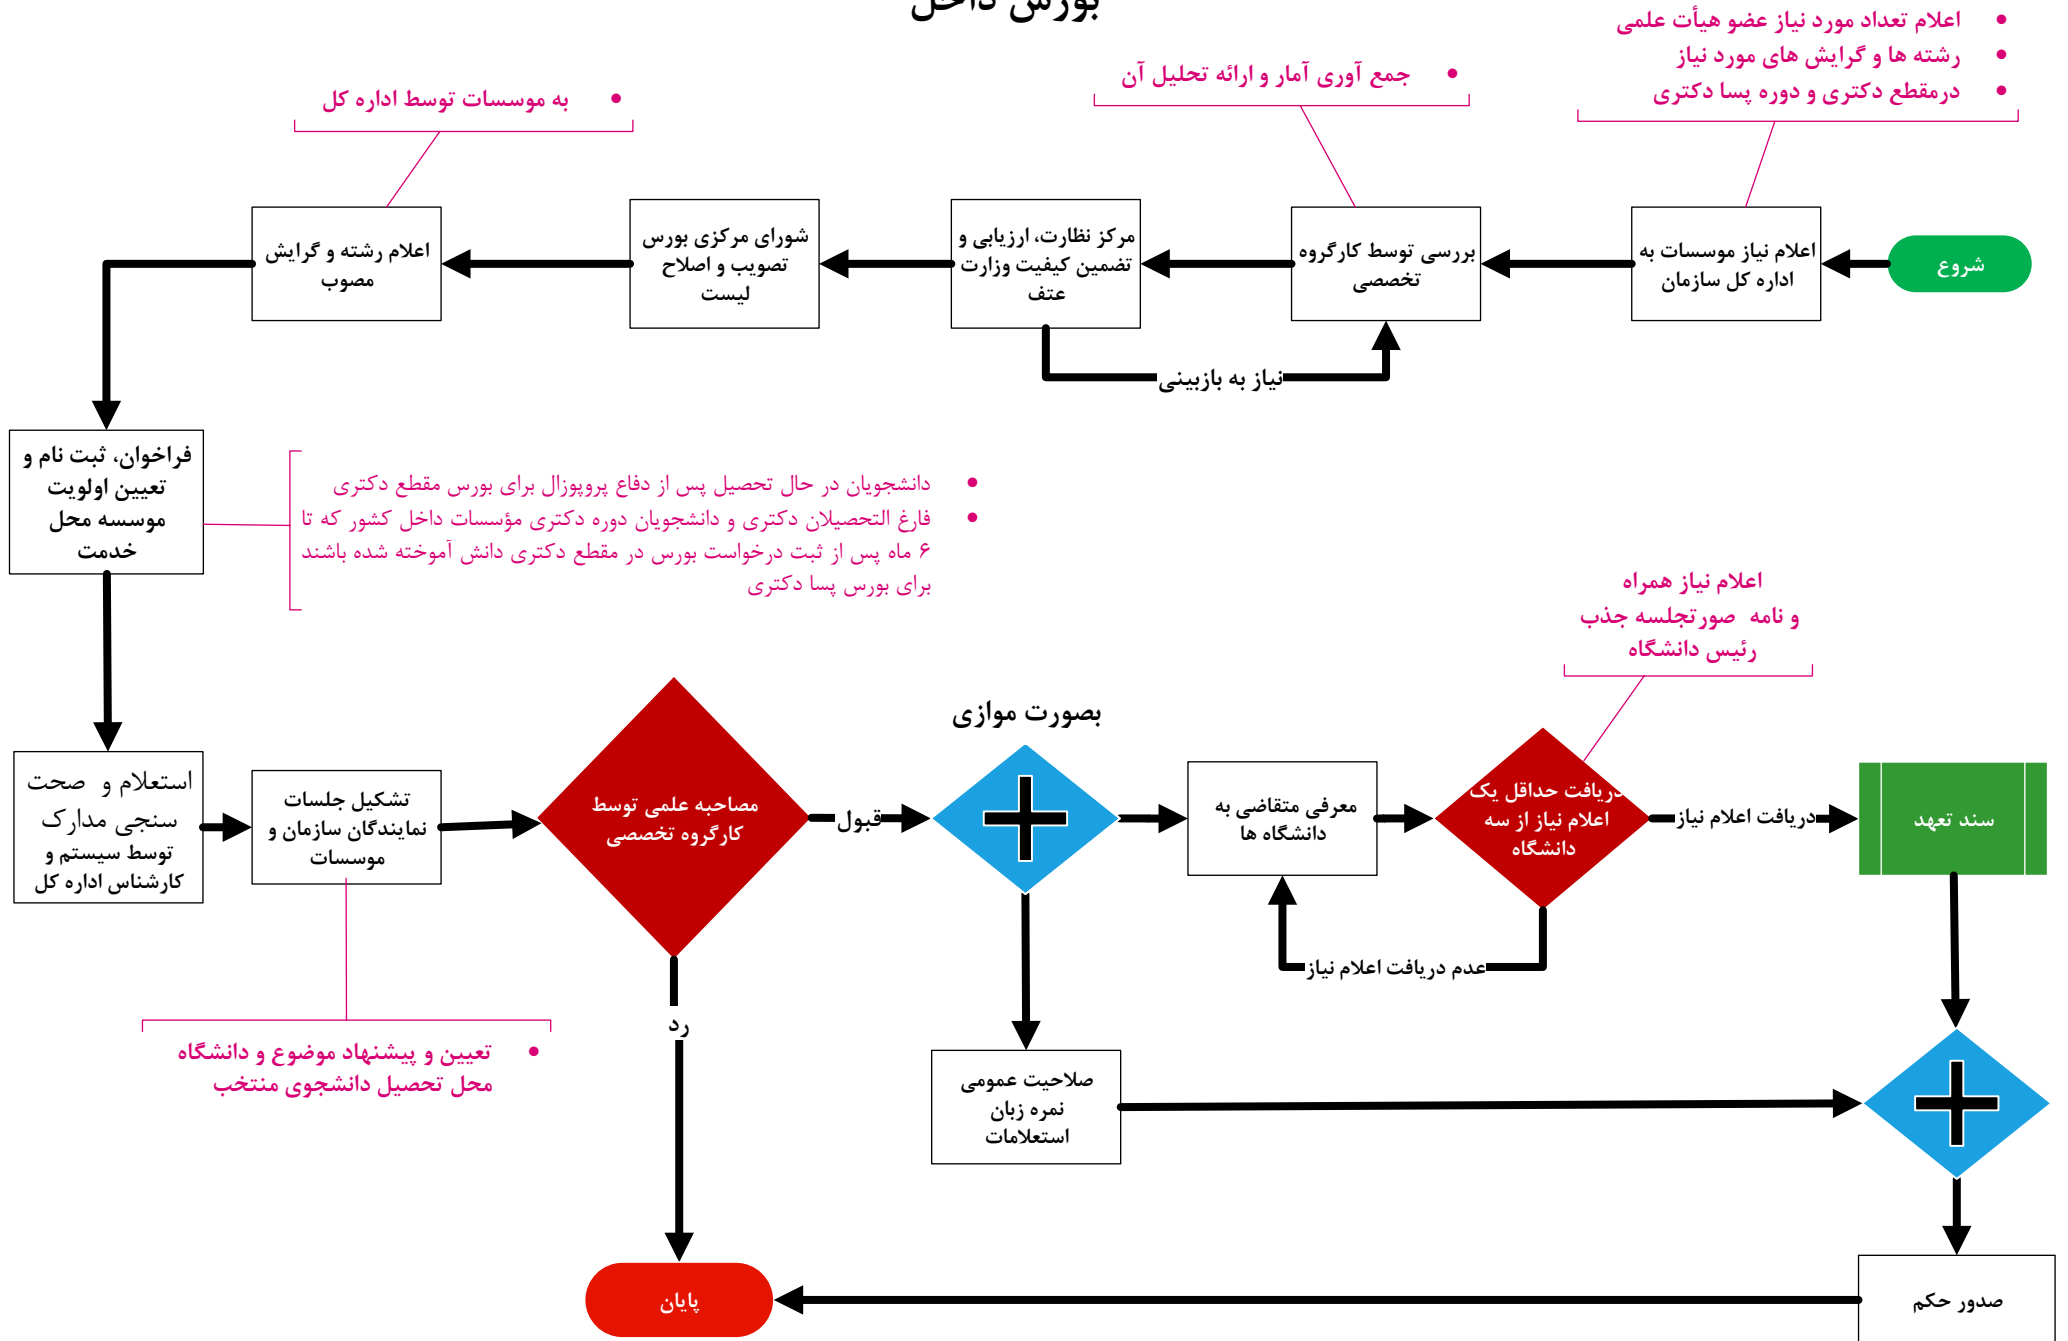 بورس داخل
اعلام تعداد مورد نیاز عضو هیأت علمی
رشته ها و گرایش های مورد نیاز
درمقطع دکتری و دوره پسا دکتری
جمع آوری آمار و ارائه تحلیل آن
به موسسات توسط اداره کل
شروع
اعلام نیاز موسسات به
اداره کل سازمان
بررسی توسط کارگروه
تخصصی
مرکز نظارت، ارزیابی و
تضمین کیفیت وزارت
عتف
شورای مرکزی بورس
تصویب و اصلاح
لیست
اعلام رشته و گرایش
مصوب
نیاز به بازبینی
فراخوان، ثبت نام و
تعیین اولویت
موسسه محل
خدمت
دانشجویان در حال تحصیل پس از دفاع پروپوزال برای بورس مقطع دکتری
فارغ التحصیلان دکتری و دانشجویان دوره دکتری مؤسسات داخل کشور که تا
۶ ماه پس از ثبت درخواست بورس در مقطع دکتری دانش آموخته شده باشند
برای بورس پسا دکتری
اعلام نیاز همراه
و نامه صورتجلسه جذب
رئیس دانشگاه
استعلام و صحت
سنجی مدارک
توسط سیستم و
کارشناس اداره کل
تشکیل جلسات
نمایندگان سازمان و
موسسات
مصاحبه علمی توسط
کارگروه تخصصی
قبول
بصورت موازی
معرفی متقاضی به
دانشگاه ها
دریافت حداقل یک
اعلام نیاز از سه
دانشگاه
دریافت اعلام نیاز
سند تعهد
عدم دریافت اعلام نیاز
رد
تعیین و پیشنهاد موضوع و دانشگاه
محل تحصیل دانشجوی منتخب
صلاحیت عمومی
نمره زبان
استعلامات
صدور حکم
پایان